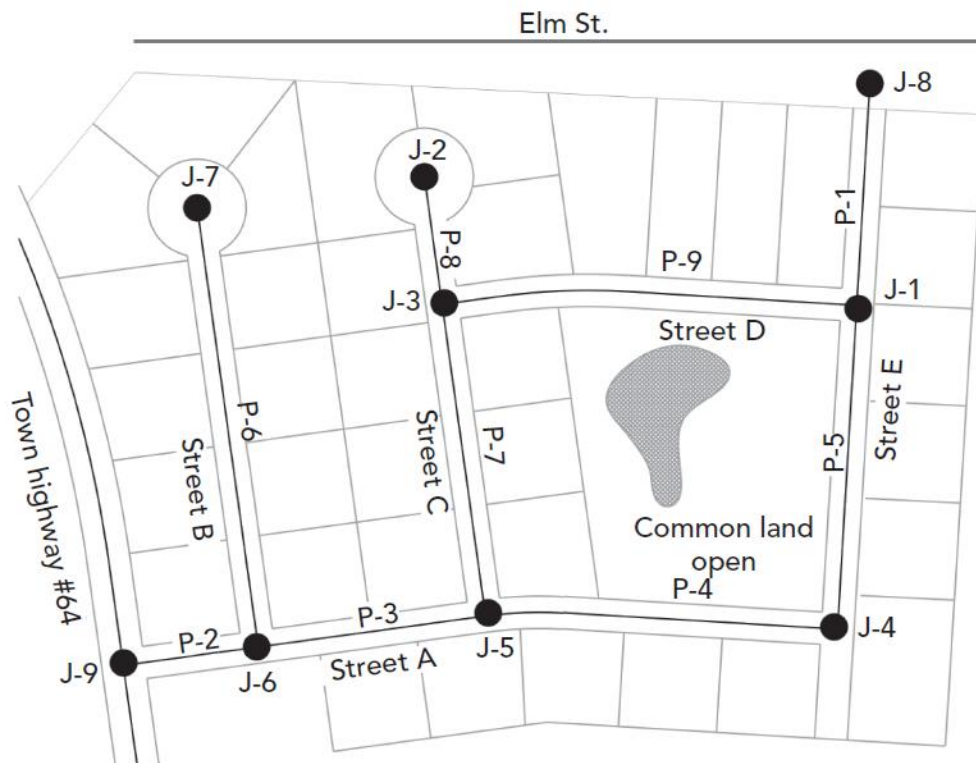 Elm St.
J-8
J-2
J-7
P-1
P-8
P-9
J-3
J-1
Street D
Town highway #64
Street B
P-6
Street C
P-7
P-5
Street E
Common land
open
P-4
P-2
P-3
J-4
J-5
J-9
J-6
Street A